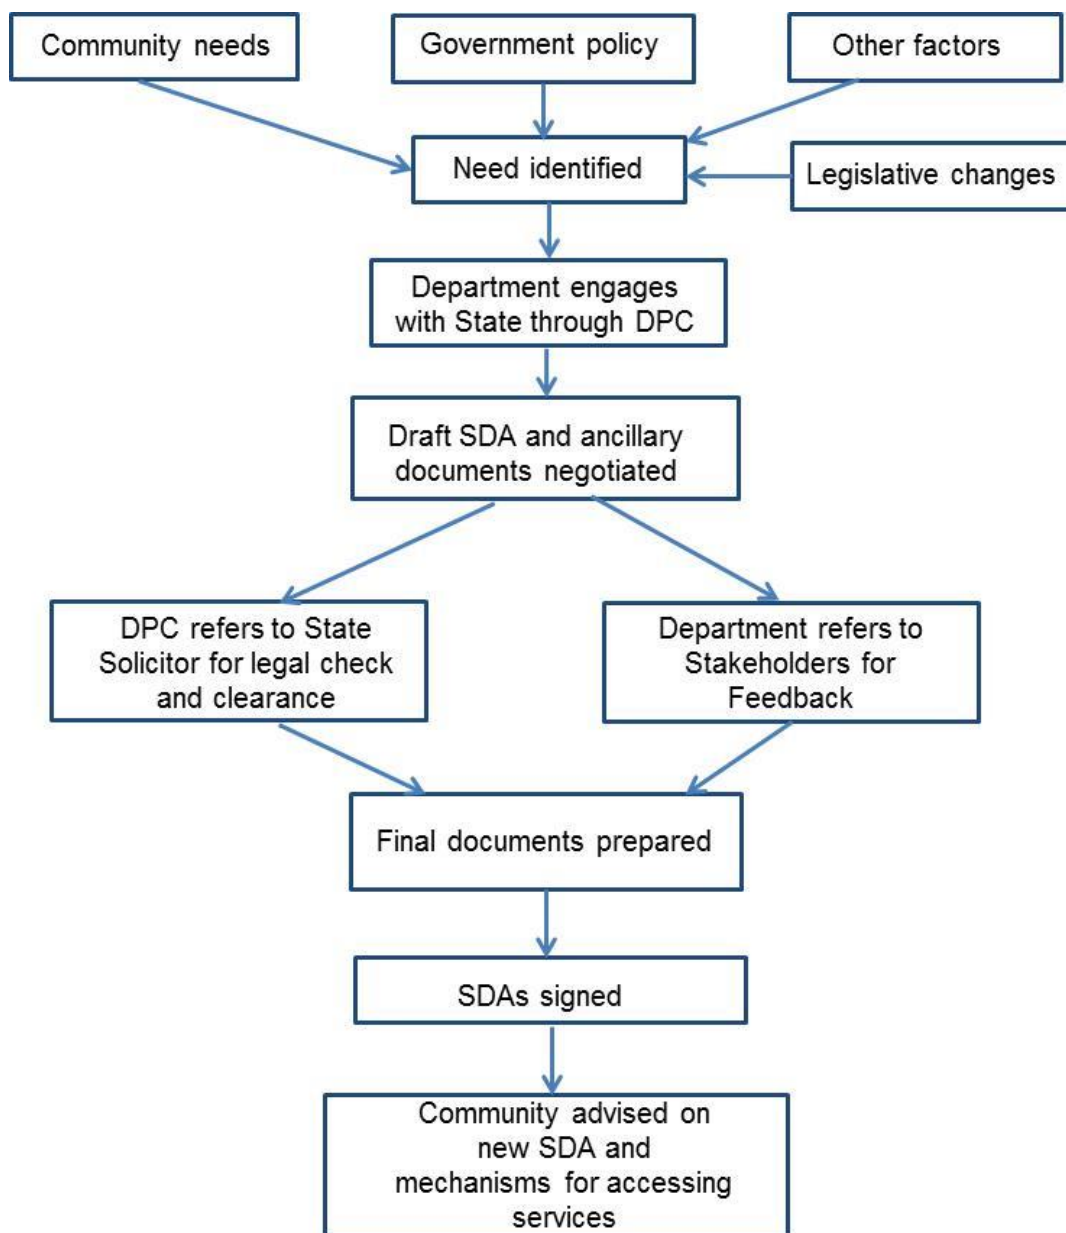 Community needs
Government policy
Other factors
Need identified
Legislative changes
Department engages
with State through DPC
Draft SDA and ancillary
documents negotiated
DPC refers to State
Solicitor for legal check
and clearance
Department refers to
Stakeholders for
Feedback
Final documents prepared
SDAs signed
Community advised on
new SDA and
mechanisms for accessing
services